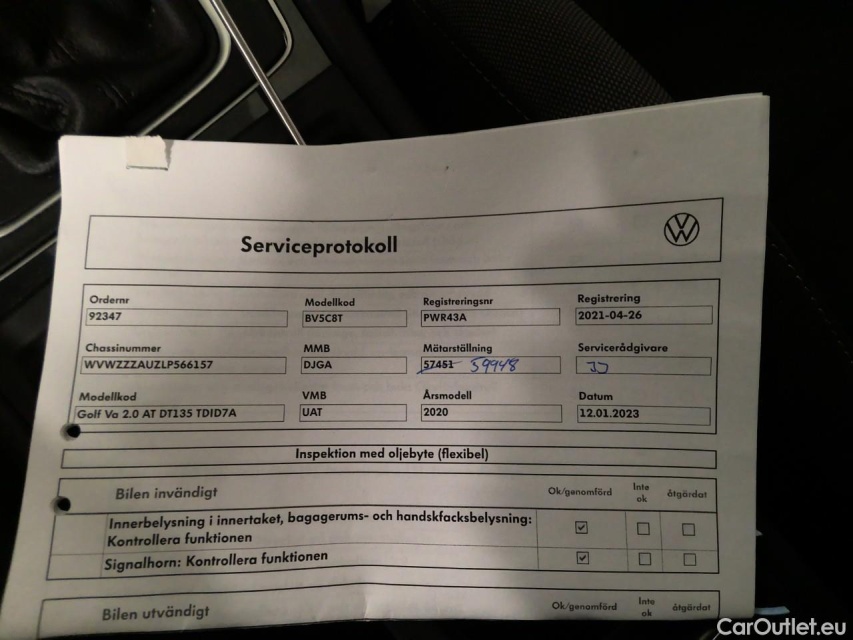 Serviceprotokoll
Ordernr Modellkod Registreringsnr Registrering
92347 BV5C8T PWR43A 2021-04-26
Chassinummer MMB Mätarställning Servicerådgivare
WVWZZZAUZLP566157 DJGA 57451 59948 JJ
Modellkod VMB Årsmodell Datum
Golf Va 2.0 AT DT135 TDID7A UAT 2020 12.01.2023
Inspektion med oljebyte (flexibel)
Bilen invändigt Ok/genomförd Inte ok åtgärdat
Innerbelysning i innertaket, bagagerums- och handskfacksbelysning:
Kontrollera funktionen
Signalhorn: Kontrollera funktionen
Bilen utvändigt Ok/genomförd Inte ok åtgärdat
CarOutlet.eu